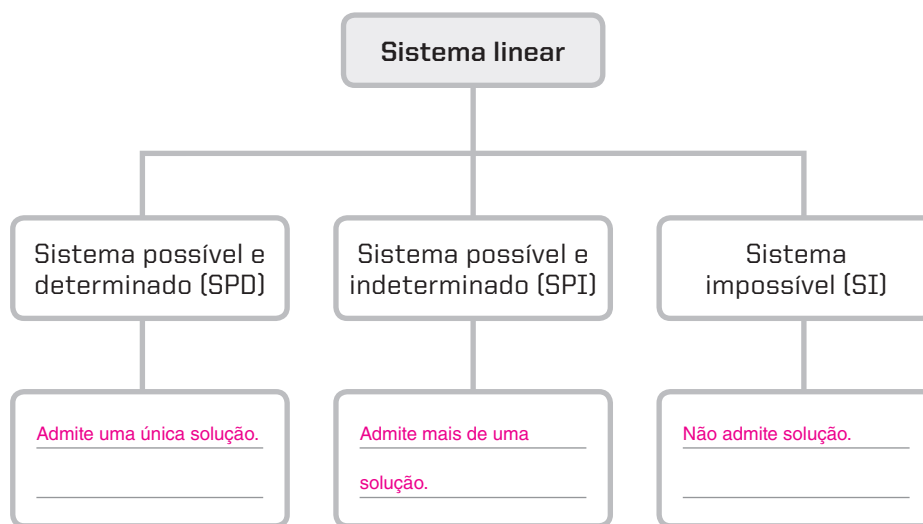 Sistema linear
Sistema possível e
determinado (SPD)
Sistema possível e
indeterminado (SPI)
Sistema
impossível (SI)
Admite uma única solução.
Admite mais de uma
solução.
Não admite solução.